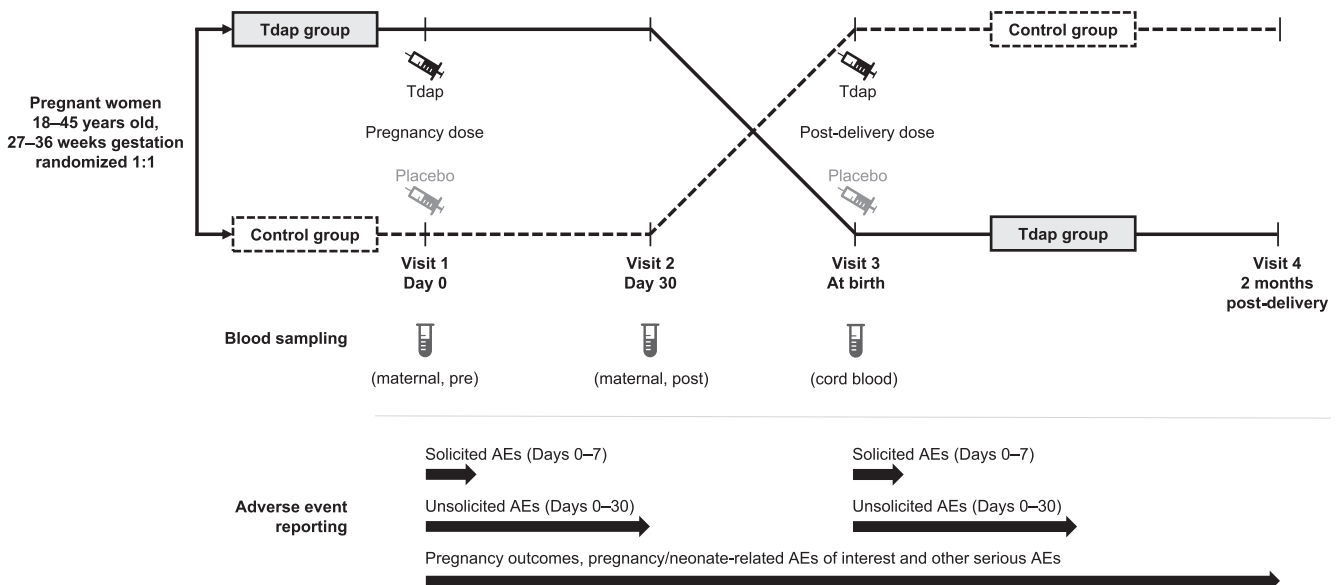 Tdap group
Control group
Tdap
Tdap
Pregnant women
18–45 years old,
27–36 weeks gestation
randomized 1:1
Pregnancy dose
Post-delivery dose
Placebo
Placebo
Control group
Tdap group
Visit 1
Day 0
Visit 2
Day 30
Visit 3
At birth
Visit 4
2 months
post-delivery
Blood sampling
(maternal, pre)
(maternal, post)
(cord blood)
Solicited AEs (Days 0–7)
Solicited AEs (Days 0–7)
Adverse event
reporting
Unsolicited AEs (Days 0–30)
Unsolicited AEs (Days 0–30)
Pregnancy outcomes, pregnancy/neonate-related AEs of interest and other serious AEs